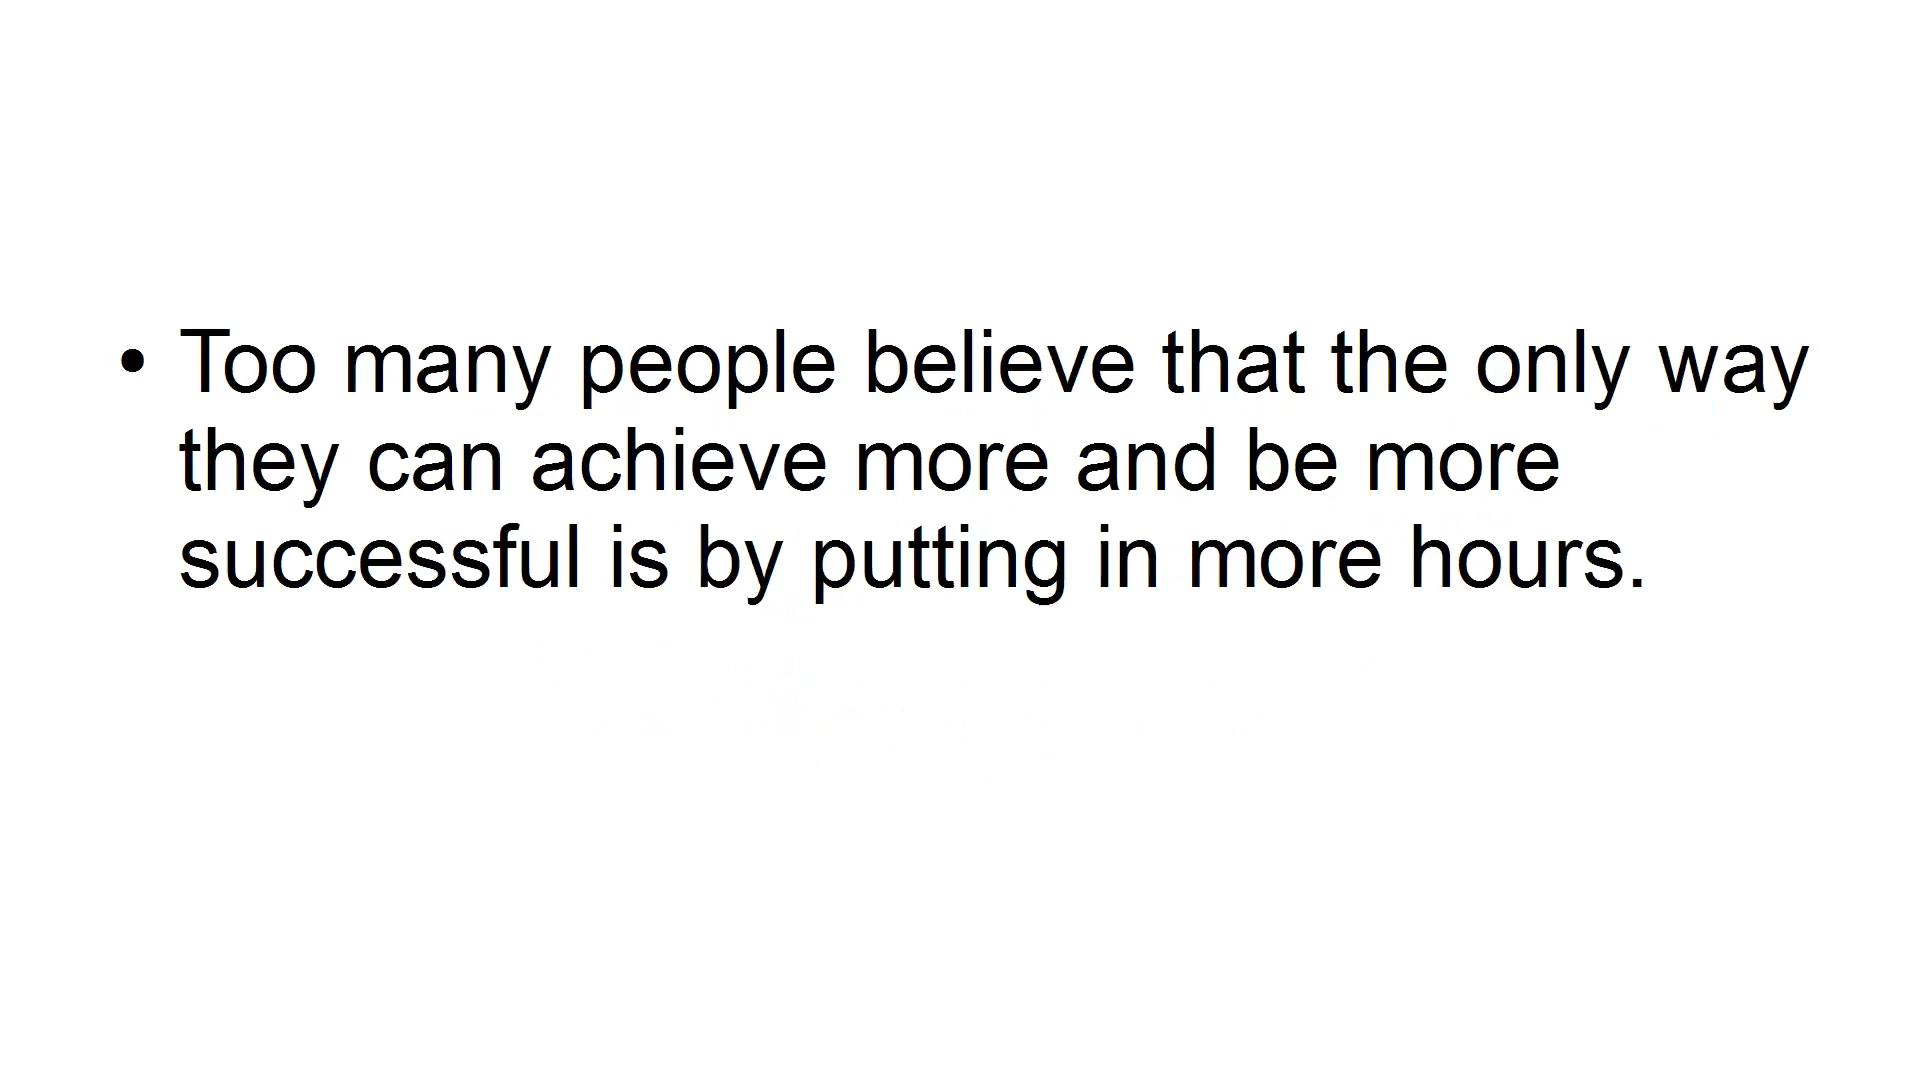 • Too many people believe that the only way
they can achieve more and be more
successful is by putting in more hours.